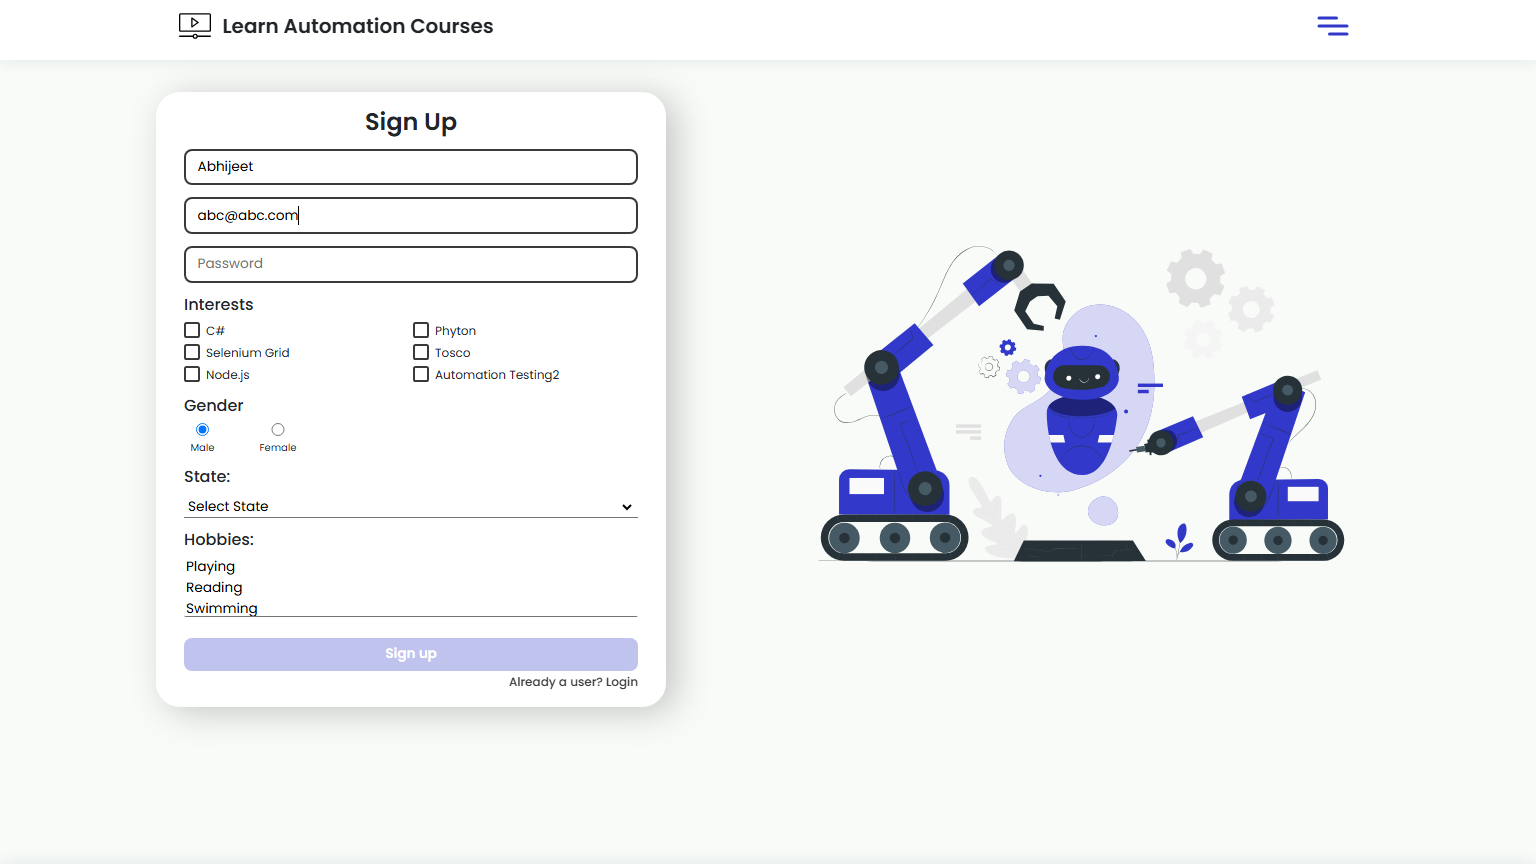 Learn Automation Courses
Sign Up
Abhijeet
abc@abc.com
Password
Interests
C# Phyton
Selenium Grid Tosco
Node.js Automation Testing2
Gender
Male Female
State:
Select State
Hobbies:
Playing
Reading
Swimming
Sign up
Already a user? Login